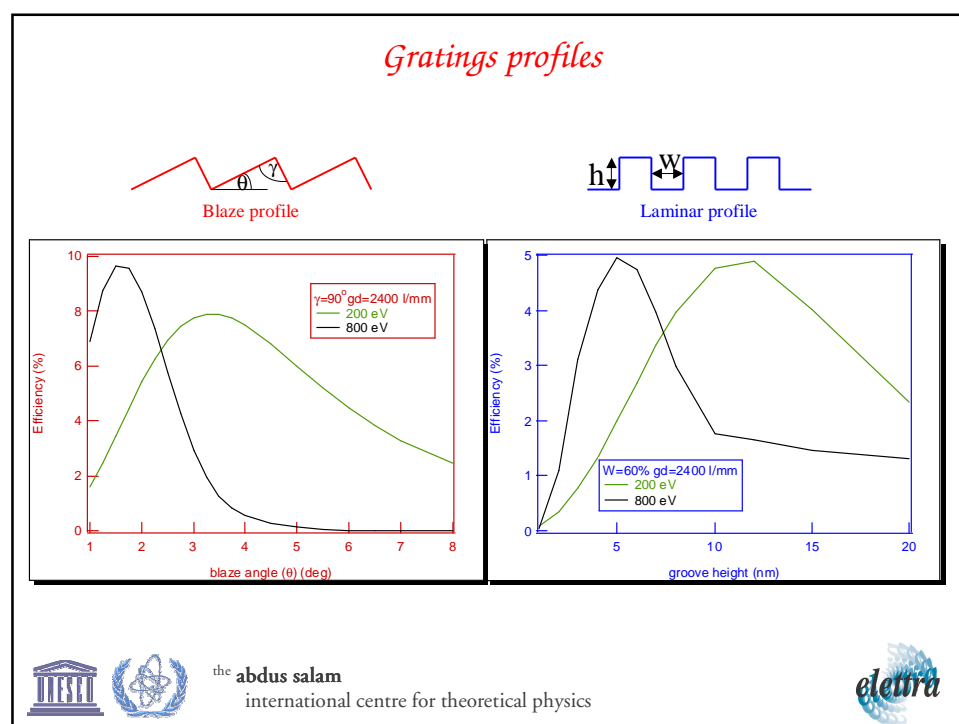 Gratings profiles
θ
γ
Blaze profile
h
W
Laminar profile
10
8
6
4
2
0
Efficiency (%)
γ=90° gd=2400 l/mm
200 eV
800 eV
1 2 3 4 5 6 7 8
blaze angle (θ) (deg)
5
4
3
2
1
0
Efficiency (%)
W=60% gd=2400 l/mm
200 eV
800 eV
5 10 15 20
groove height (nm)
UNESCO
the abdus salam
international centre for theoretical physics
elettra